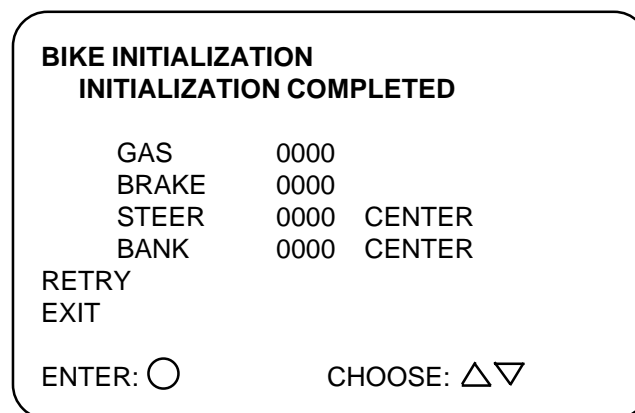 BIKE INITIALIZATION
INITIALIZATION COMPLETED
GAS 0000
BRAKE 0000
STEER 0000 CENTER
BANK 0000 CENTER
RETRY
EXIT
ENTER: ○ CHOOSE: △▽